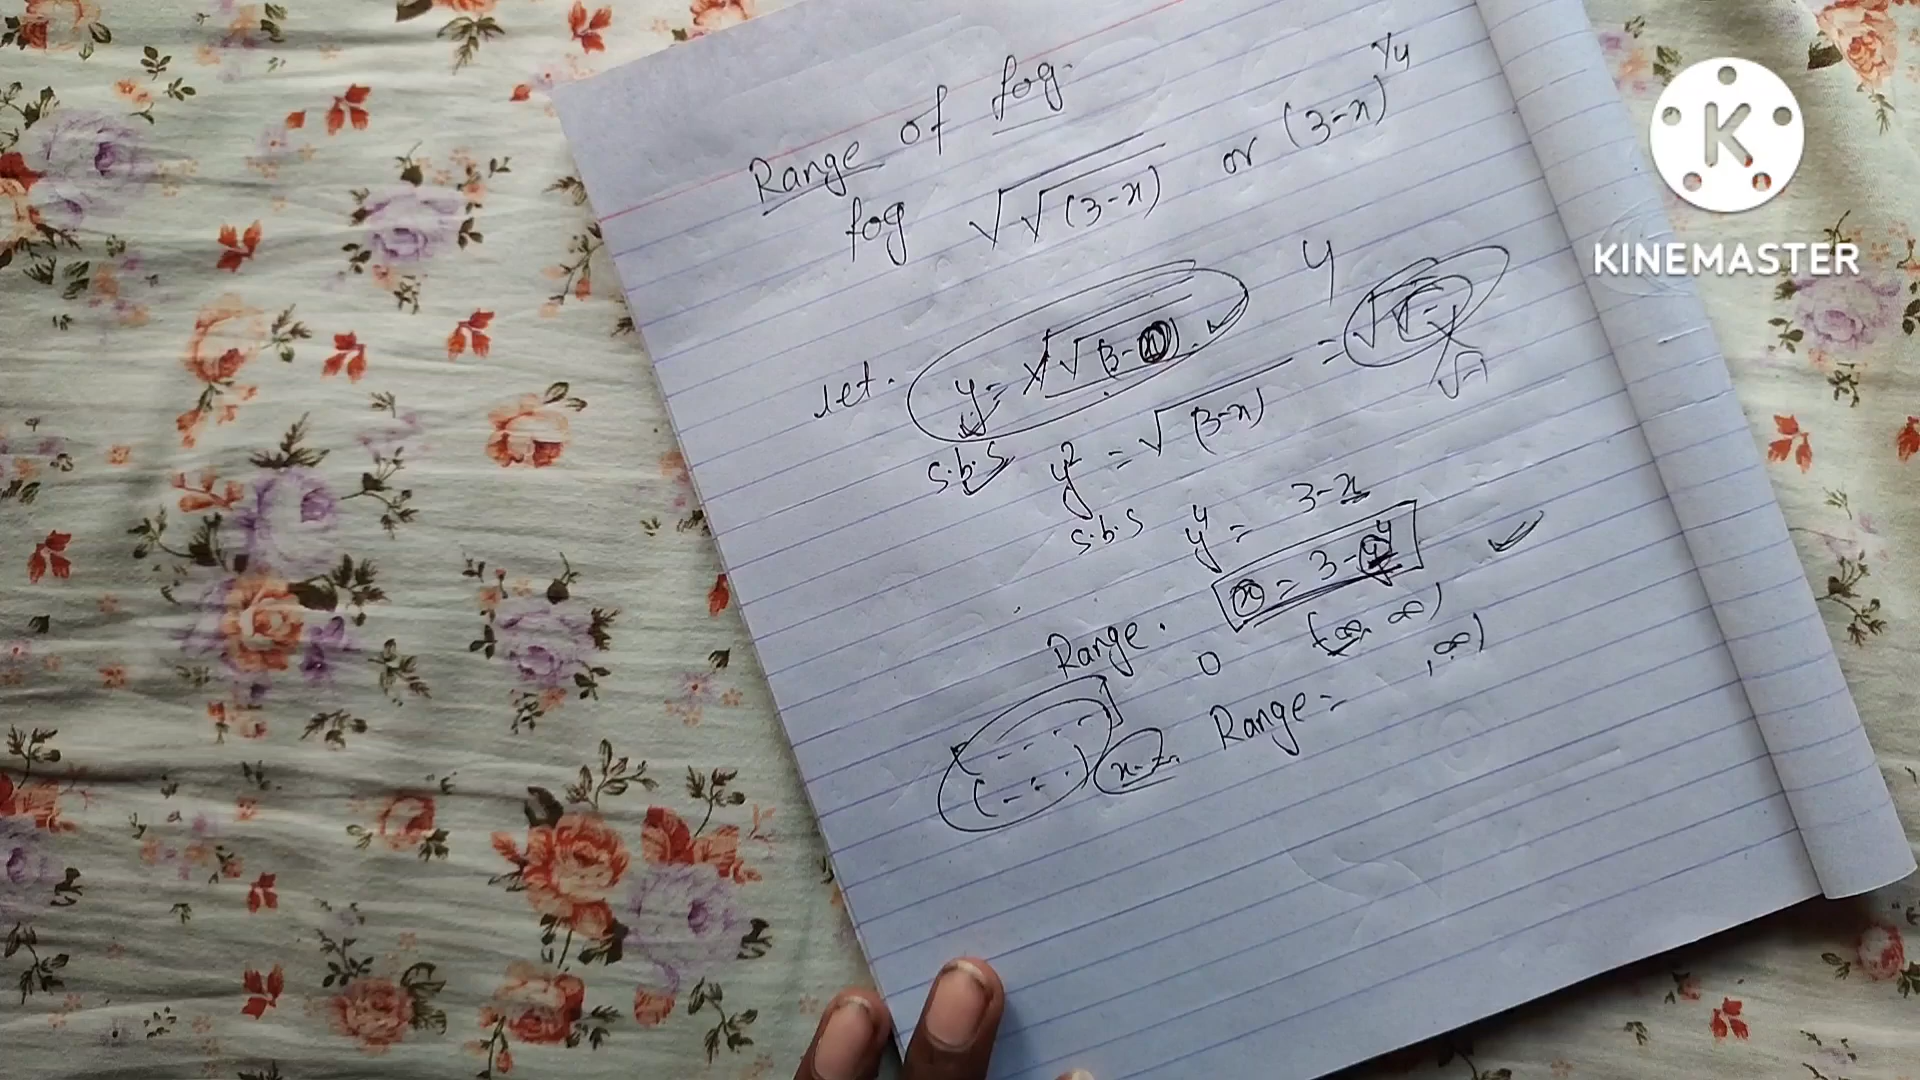 Range of fog.
fog √√(3-x) or (3-x)^1/4
let. y = √√(3-x).
y
s.b.s y² = √(3-x) =
s.b.s y⁴ = 3-x
x = 3-y⁴
Range. (-∞, ∞)
0 , ∞)
Range =
K
KINEMASTER